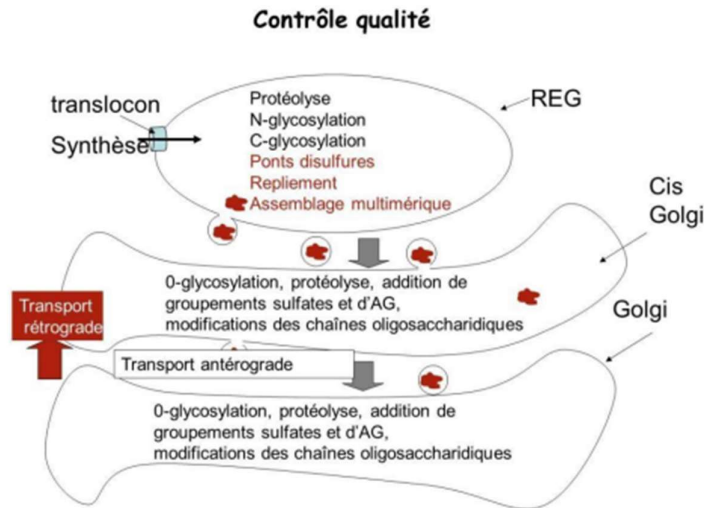 Contrôle qualité
translocon
Synthèse
REG
Protéolyse
N-glycosylation
C-glycosylation
Ponts disulfures
Repliement
Assemblage multimérique
Cis
Golgi
0-glycosylation, protéolyse, addition de
groupements sulfates et d'AG,
modifications des chaînes oligosaccharidiques
Transport
rétrograde
Golgi
Transport antérograde
0-glycosylation, protéolyse, addition de
groupements sulfates et d'AG,
modifications des chaînes oligosaccharidiques